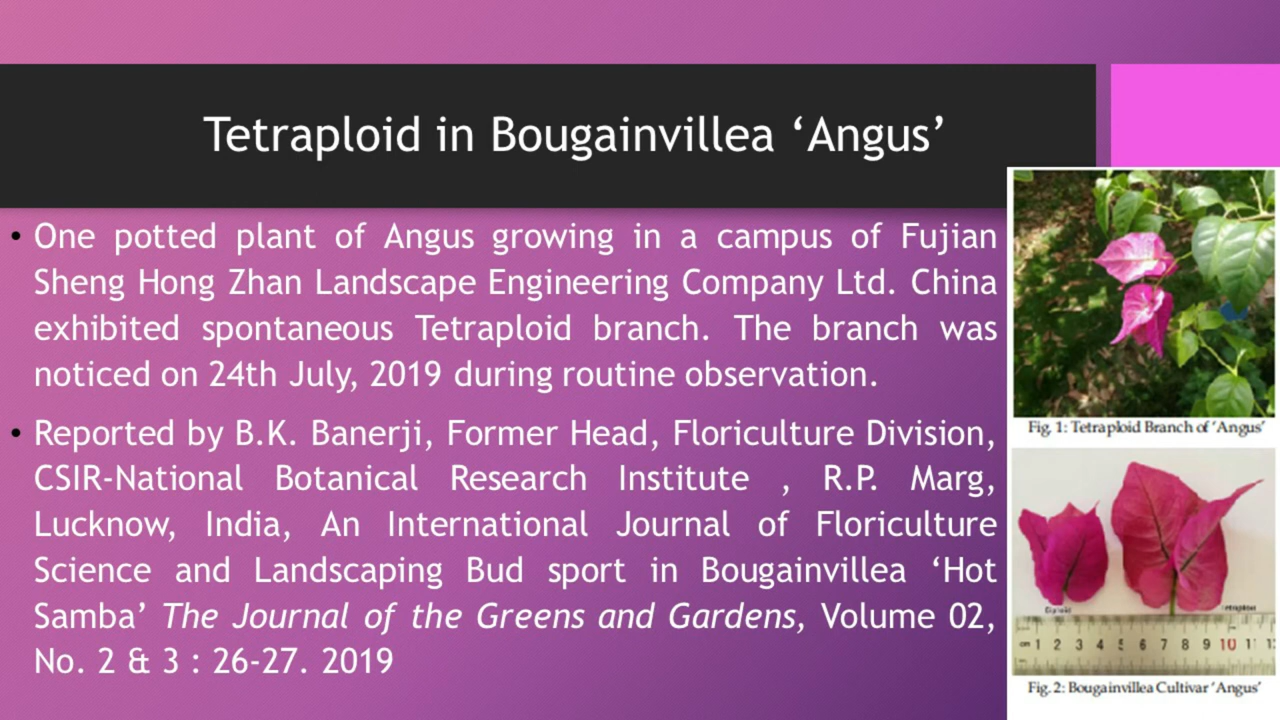 Tetraploid in Bougainvillea ‘Angus’
• One potted plant of Angus growing in a campus of Fujian
Sheng Hong Zhan Landscape Engineering Company Ltd. China
exhibited spontaneous Tetraploid branch. The branch was
noticed on 24th July, 2019 during routine observation.
• Reported by B.K. Banerji, Former Head, Floriculture Division,
CSIR-National Botanical Research Institute , R.P. Marg,
Lucknow, India, An International Journal of Floriculture
Science and Landscaping Bud sport in Bougainvillea ‘Hot
Samba’ The Journal of the Greens and Gardens, Volume 02,
No. 2 & 3 : 26-27. 2019
Fig. 1: Tetraploid Branch of ‘Angus’
Diploid
cm 1 2 3 4 5 6 7 8 9 10 11
Fig. 2: Bougainvillea Cultivar ‘Angus’